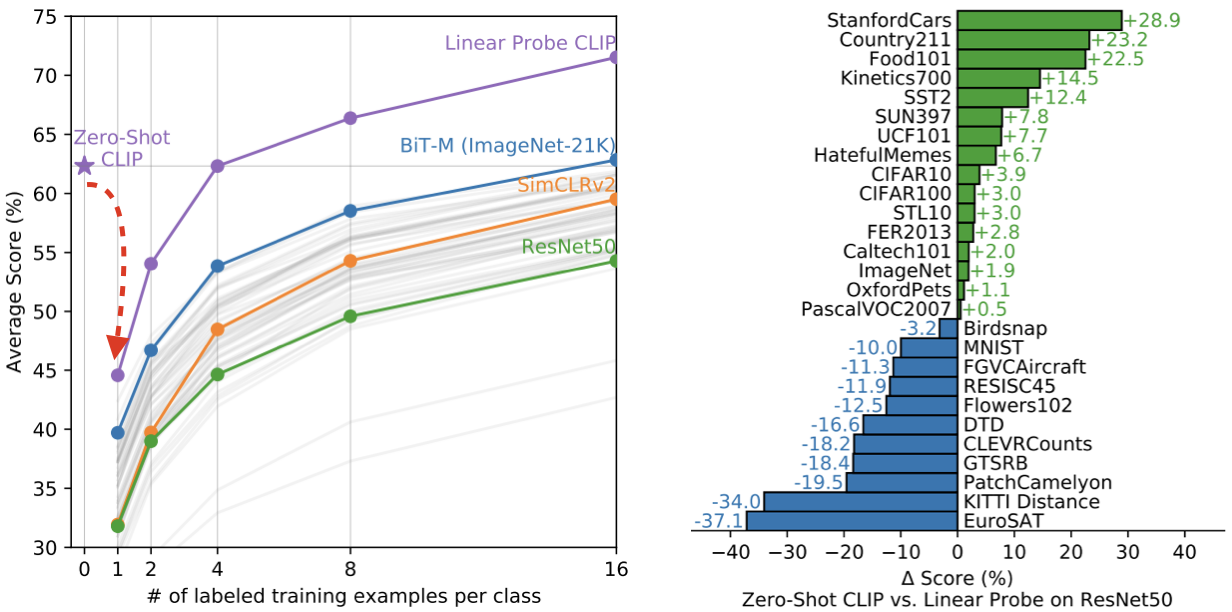 75
70
65
60
55
50
45
40
35
30
Average Score (%)
Linear Probe CLIP
Zero-Shot
CLIP
BiT-M (ImageNet-21K)
SimCLRv2
ResNet50
0 1 2 4 8 16
# of labeled training examples per class
StanfordCars +28.9
Country211 +23.2
Food101 +22.5
Kinetics700 +14.5
SST2 +12.4
SUN397 +7.8
UCF101 +7.7
HatefulMemes +6.7
CIFAR10 +3.9
CIFAR100 +3.0
STL10 +3.0
FER2013 +2.8
Caltech101 +2.0
ImageNet +1.9
OxfordPets +1.1
PascalVOC2007 +0.5
-3.2 Birdsnap
-10.0 MNIST
-11.3 FGVCAircraft
-11.9 RESISC45
-12.5 Flowers102
-16.6 DTD
-18.2 CLEVRCounts
-18.4 GTSRB
-19.5 PatchCamelyon
-34.0 KITTI Distance
-37.1 EuroSAT
−40 −30 −20 −10 0 10 20 30 40
Δ Score (%)
Zero-Shot CLIP vs. Linear Probe on ResNet50